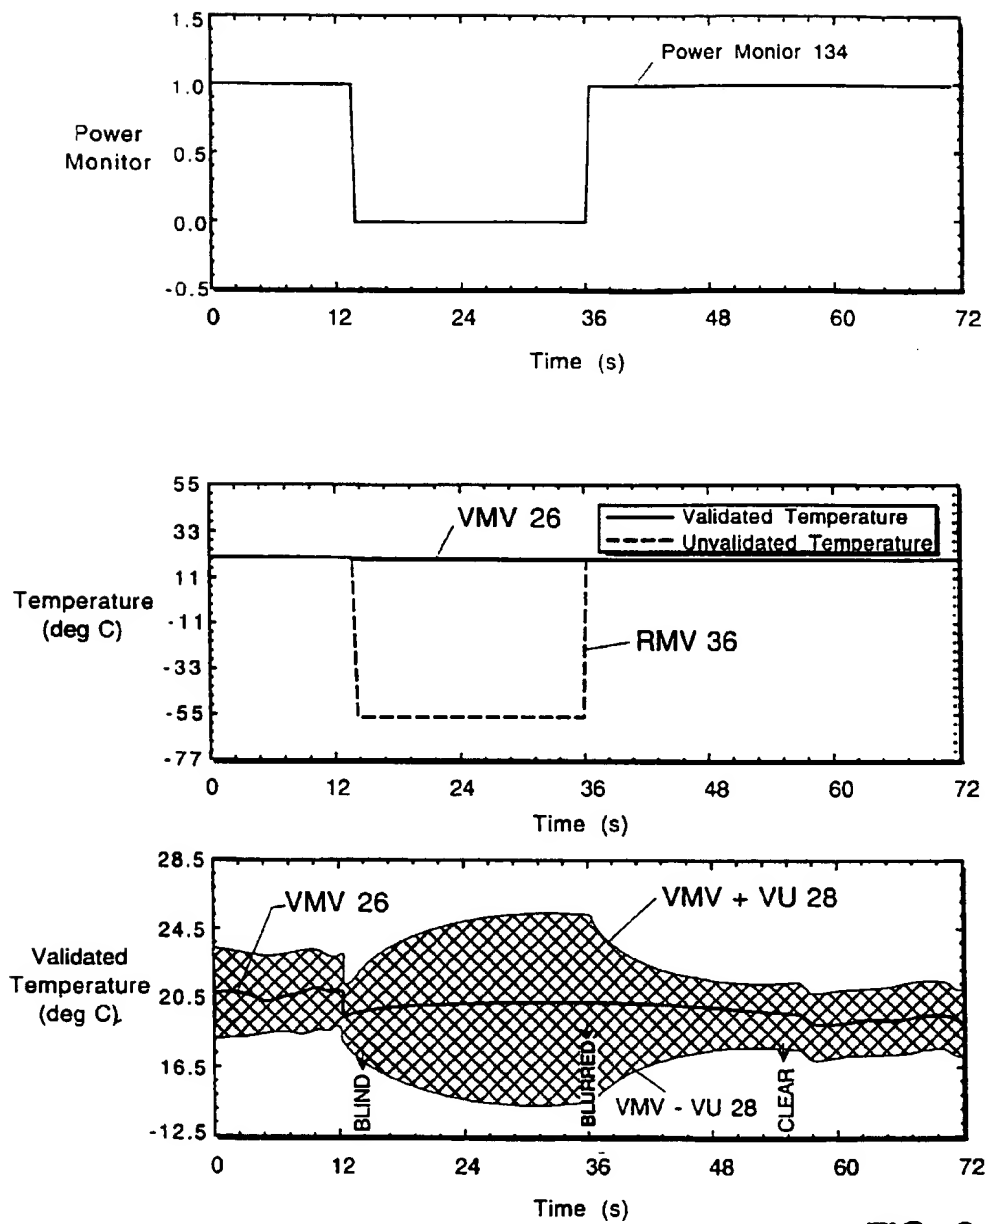 1.5
1.0
0.5
0.0
-0.5
Power
Monitor
Power Monior 134
0 12 24 36 48 60 72
Time (s)
55
33
11
-11
-33
-55
-77
Temperature
(deg C)
VMV 26
Validated Temperature
Unvalidated Temperature
RMV 36
0 12 24 36 48 60 72
Time (s)
28.5
24.5
20.5
16.5
-12.5
Validated
Temperature
(deg C)
VMV 26
VMV + VU 28
BLIND
BLURRED
VMV - VU 28
CLEAR
0 12 24 36 48 60 72
Time (s)